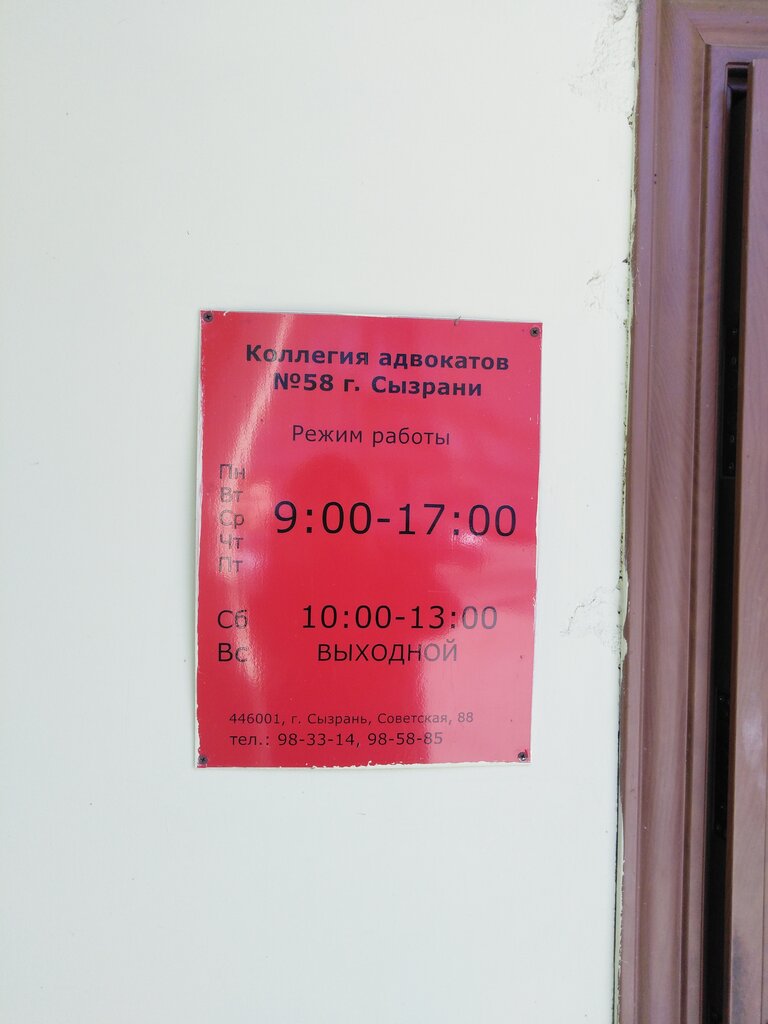 Коллегия адвокатов
№58 г. Сызрани
Режим работы
Пн
Вт
Ср 9:00-17:00
Чт
Пт
Сб 10:00-13:00
Вс ВЫХОДНОЙ
446001, г. Сызрань, Советская, 88
тел.: 98-33-14, 98-58-85